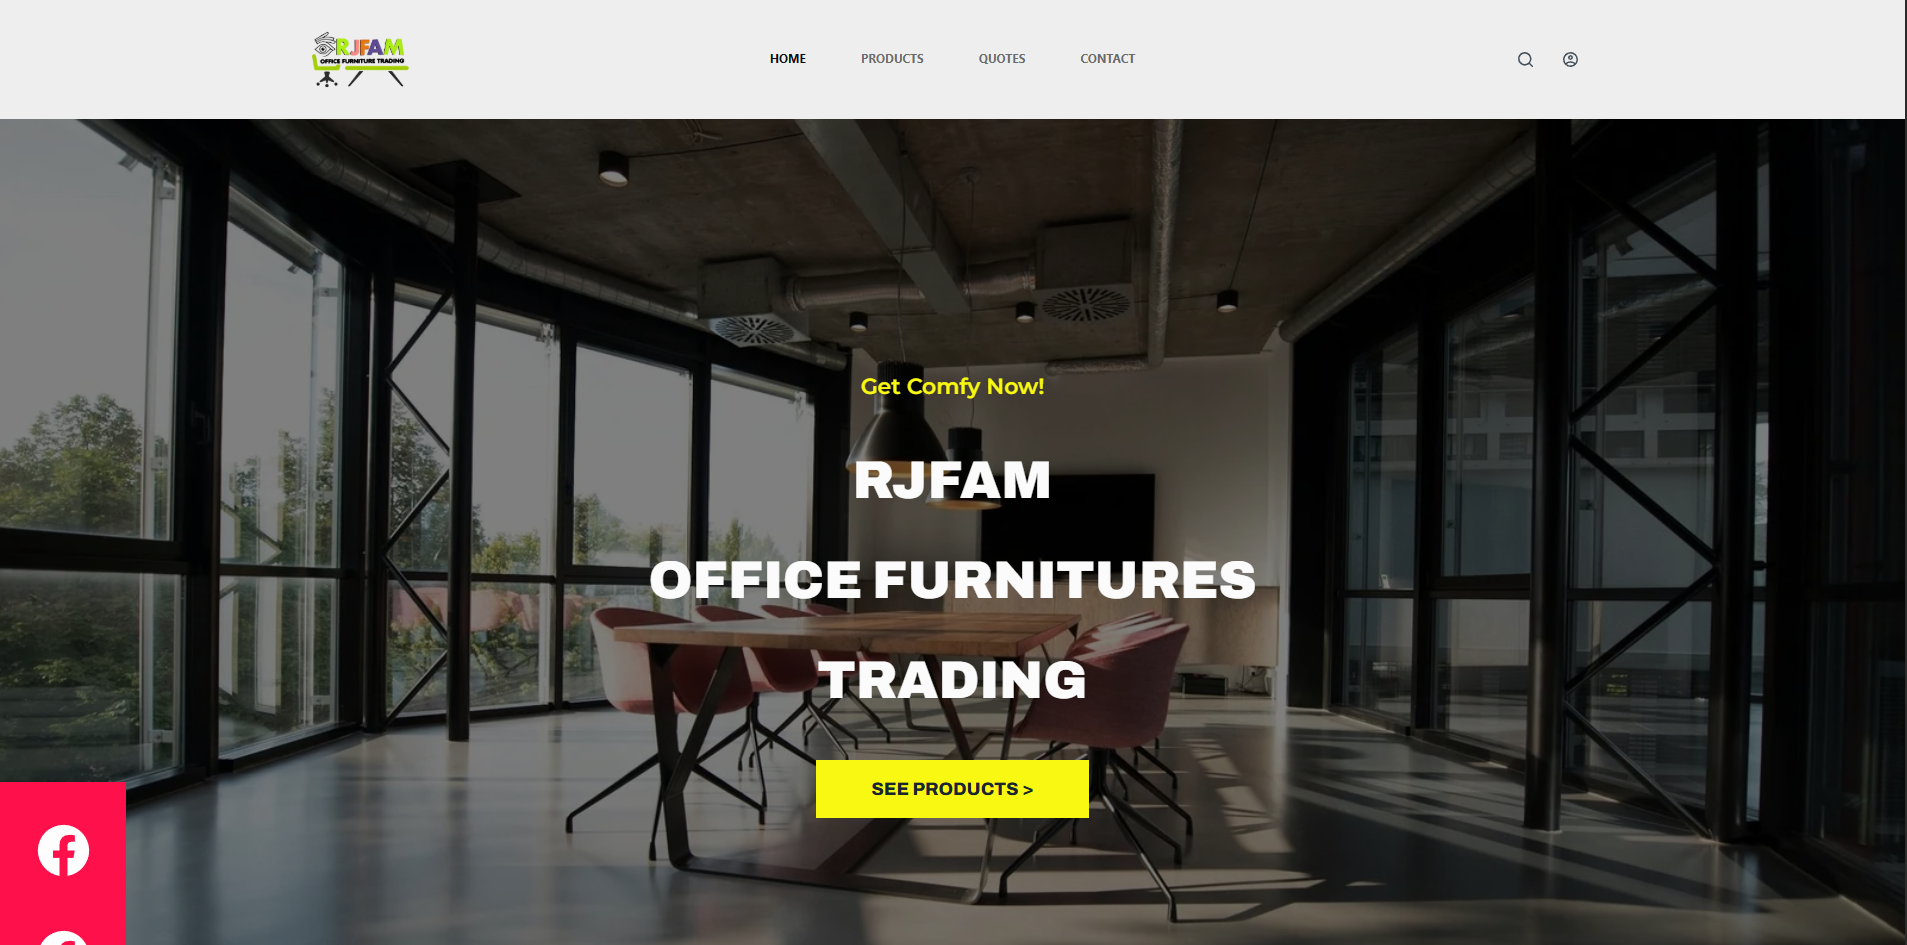 RJFAM
OFFICE FURNITURE TRADING
HOME
PRODUCTS
QUOTES
CONTACT
Get Comfy Now!
RJFAM
OFFICE FURNITURES
TRADING
SEE PRODUCTS >